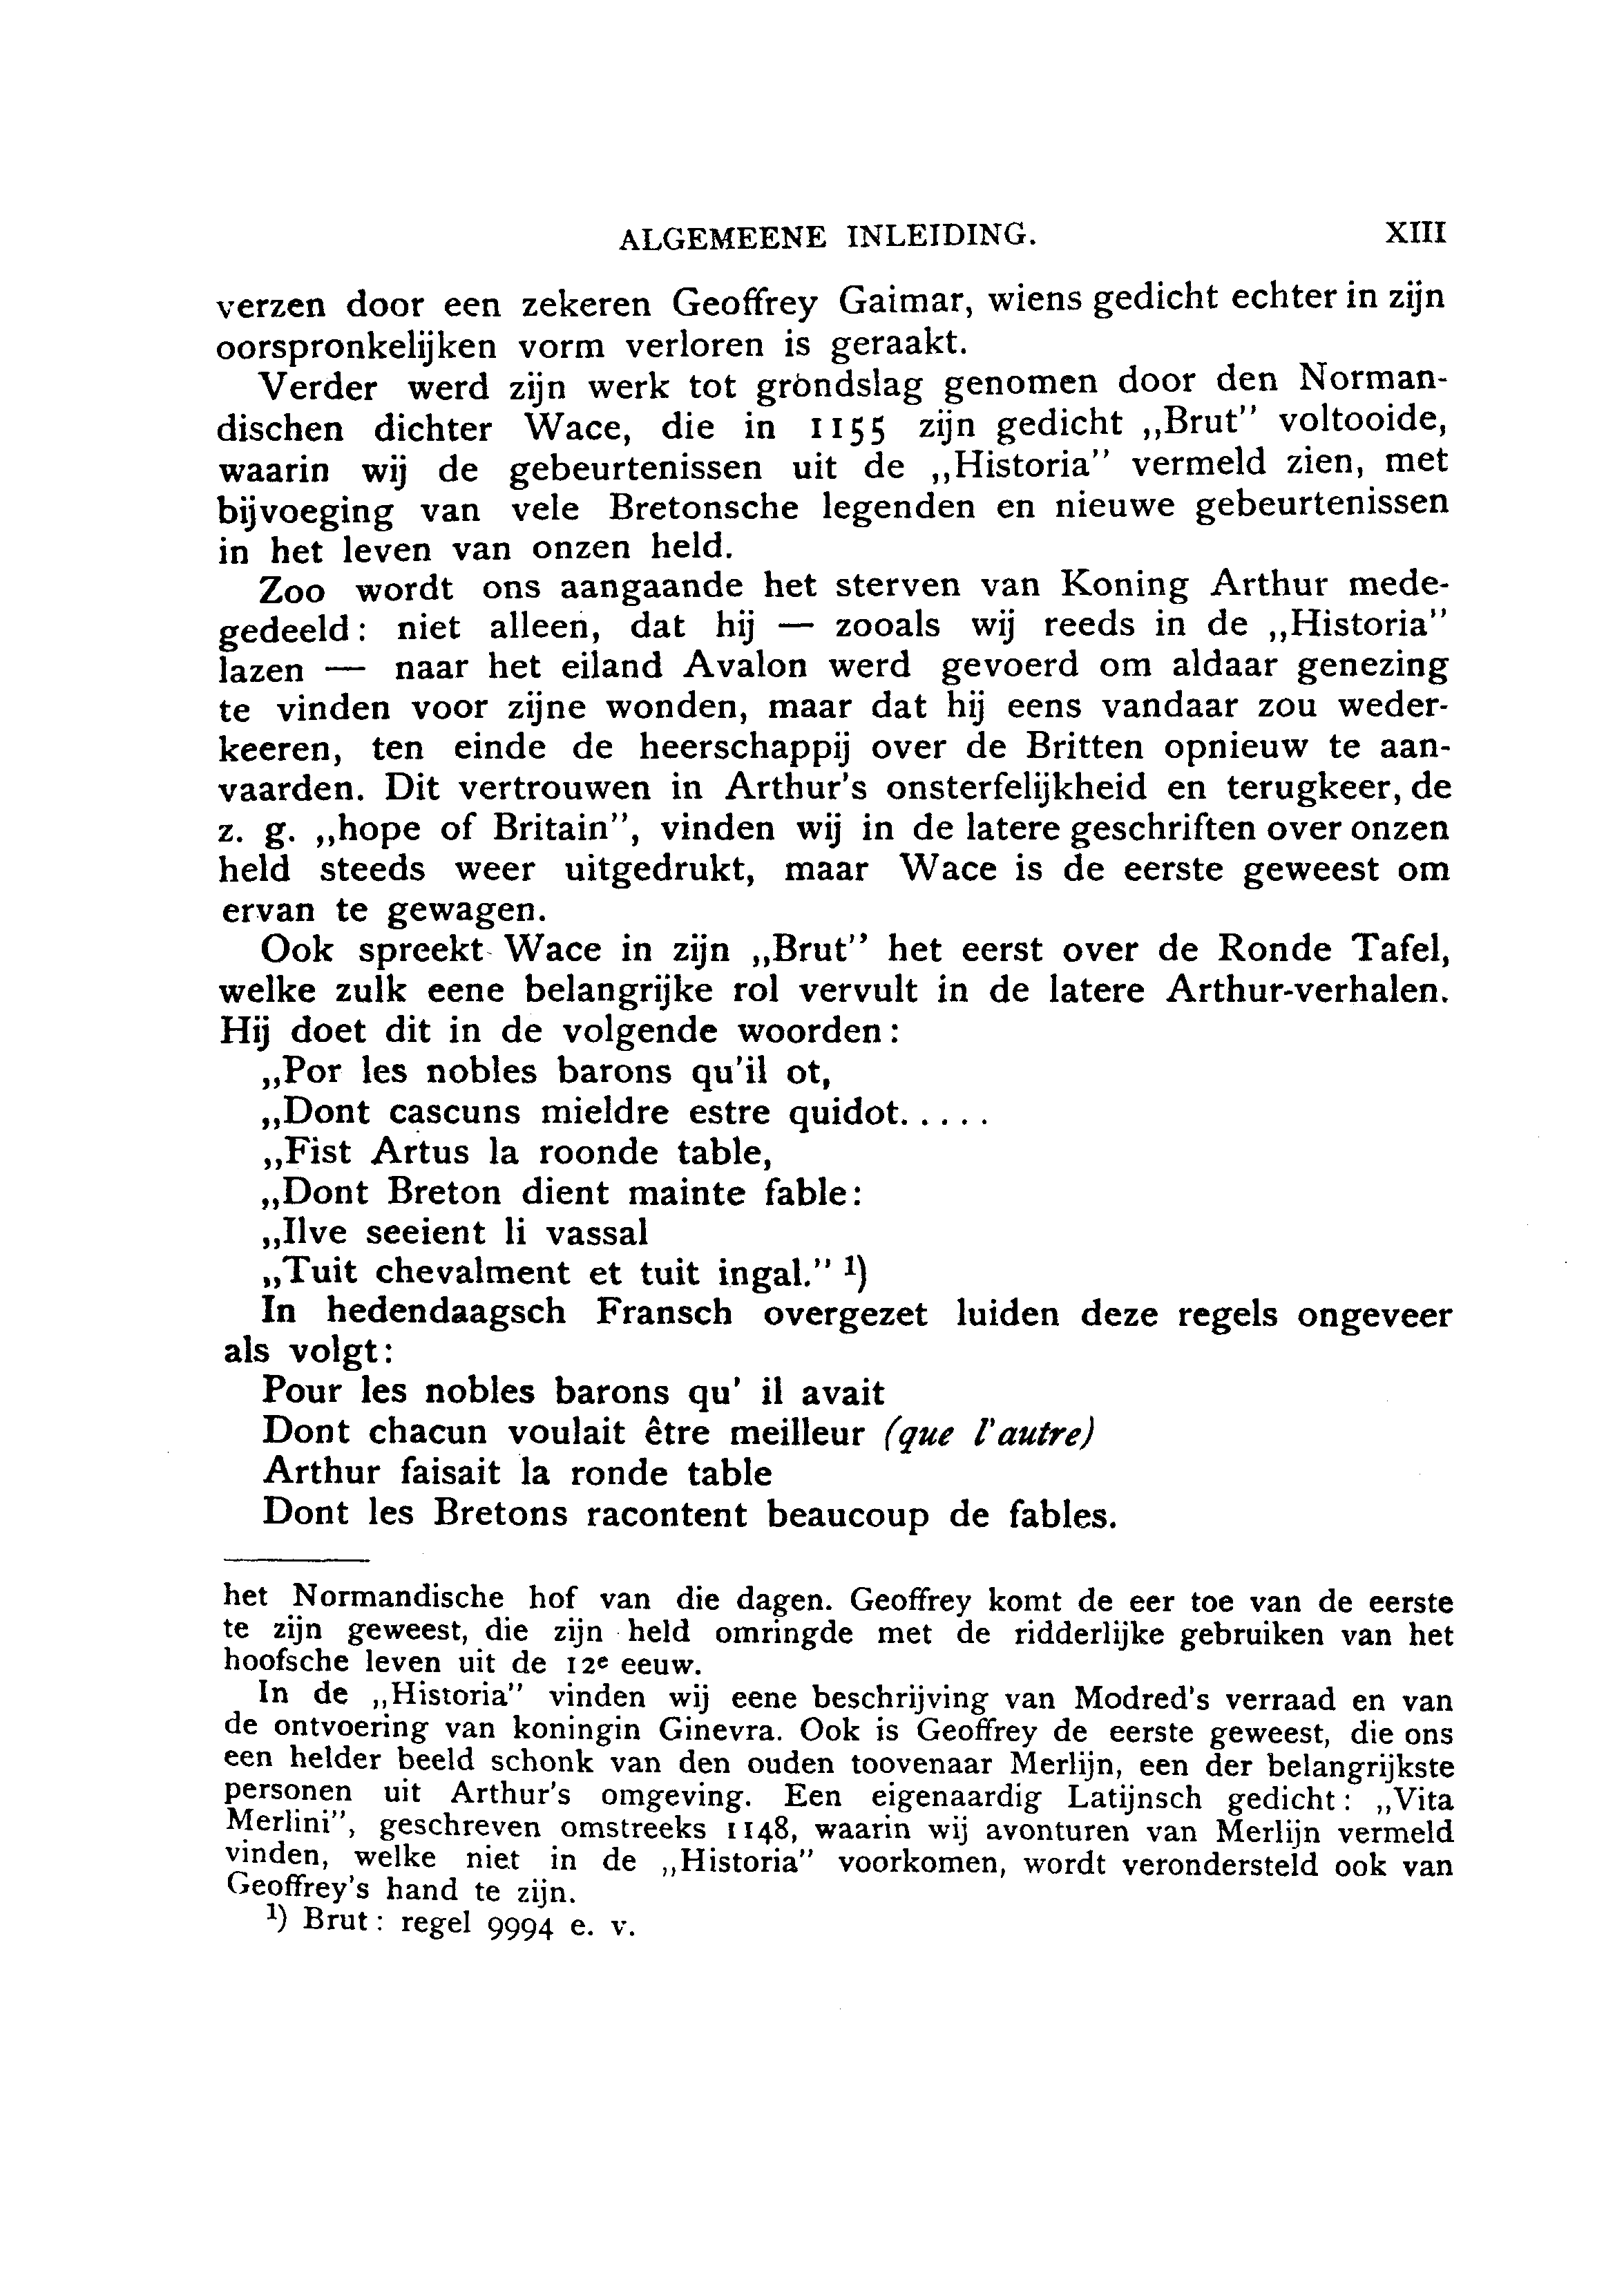 ALGEMEENE INLEIDING. XIII
verzen door een zekeren Geoffrey Gaimar, wiens gedicht echter in zijn
oorspronkelijken vorm verloren is geraakt.
Verder werd zijn werk tot gròndslag genomen door den Norman-
dischen dichter Wace, die in 1155 zijn gedicht „Brut” voltooide,
waarin wij de gebeurtenissen uit de „Historia” vermeld zien, met
bijvoeging van vele Bretonsche legenden en nieuwe gebeurtenissen
in het leven van onzen held.
Zoo wordt ons aangaande het sterven van Koning Arthur mede-
gedeeld: niet alleen, dat hij — zooals wij reeds in de „Historia”
lazen — naar het eiland Avalon werd gevoerd om aldaar genezing
te vinden voor zijne wonden, maar dat hij eens vandaar zou weder-
keeren, ten einde de heerschappij over de Britten opnieuw te aan-
vaarden. Dit vertrouwen in Arthur's onsterfelijkheid en terugkeer, de
z. g. „hope of Britain”, vinden wij in de latere geschriften over onzen
held steeds weer uitgedrukt, maar Wace is de eerste geweest om
ervan te gewagen.
Ook spreekt Wace in zijn „Brut” het eerst over de Ronde Tafel,
welke zulk eene belangrijke rol vervult in de latere Arthur-verhalen.
Hij doet dit in de volgende woorden:
„Por les nobles barons qu'il ot,
„Dont cascuns mieldre estre quidot.....
„Fist Artus la roonde table,
„Dont Breton dient mainte fable:
„Ilve seeient li vassal
„Tuit chevalment et tuit ingal.” ¹)
In hedendaagsch Fransch overgezet luiden deze regels ongeveer
als volgt:
Pour les nobles barons qu' il avait
Dont chacun voulait être meilleur (que l'autre)
Arthur faisait la ronde table
Dont les Bretons racontent beaucoup de fables.
het Normandische hof van die dagen. Geoffrey komt de eer toe van de eerste
te zijn geweest, die zijn held omringde met de ridderlijke gebruiken van het
hoofsche leven uit de 12e eeuw.
In de „Historia” vinden wij eene beschrijving van Modred's verraad en van
de ontvoering van koningin Ginevra. Ook is Geoffrey de eerste geweest, die ons
een helder beeld schonk van den ouden toovenaar Merlijn, een der belangrijkste
personen uit Arthur's omgeving. Een eigenaardig Latijnsch gedicht: „Vita
Merlini”, geschreven omstreeks 1148, waarin wij avonturen van Merlijn vermeld
vinden, welke niet in de „Historia” voorkomen, wordt verondersteld ook van
Geoffrey's hand te zijn.
¹) Brut: regel 9994 e. v.